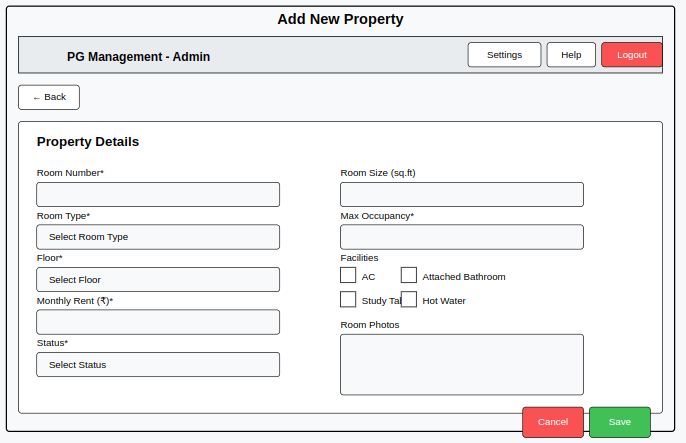 Add New Property
PG Management - Admin
Settings
Help
Logout
← Back
Property Details
Room Number*
Room Size (sq.ft)
Room Type*
Select Room Type
Max Occupancy*
Floor*
Select Floor
Facilities
AC
Attached Bathroom
Monthly Rent (₹)*
Study Tal
Hot Water
Status*
Select Status
Room Photos
Cancel
Save